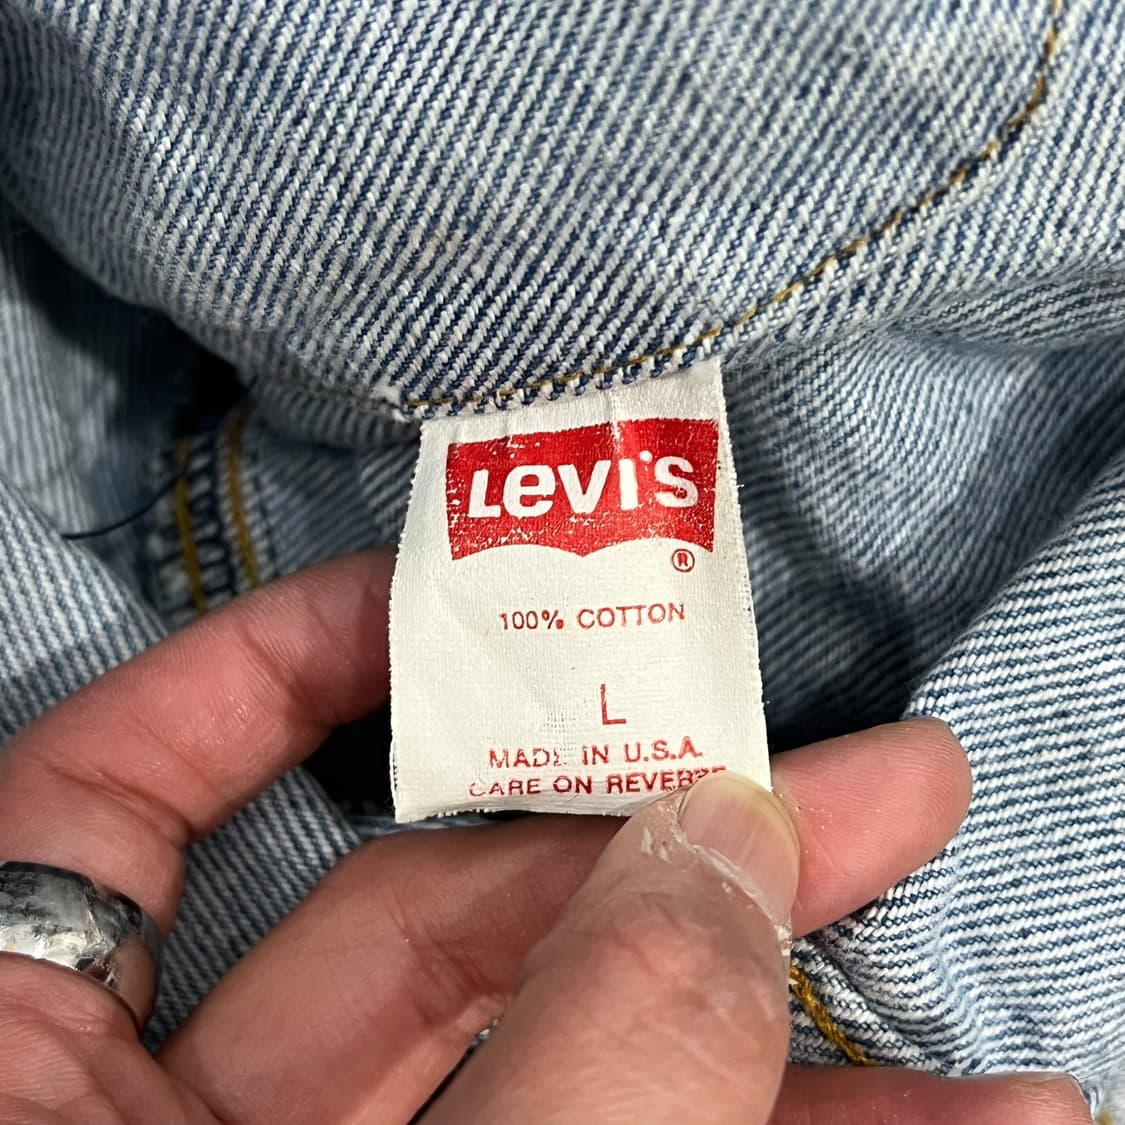 Levi's
®
100% COTTON
L
MADE IN U.S.A.
CARE ON REVERSE